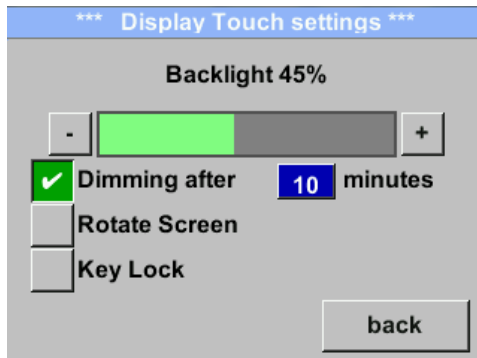 *** Display Touch settings ***
Backlight 45%
- +
Dimming after 10 minutes
Rotate Screen
Key Lock
back